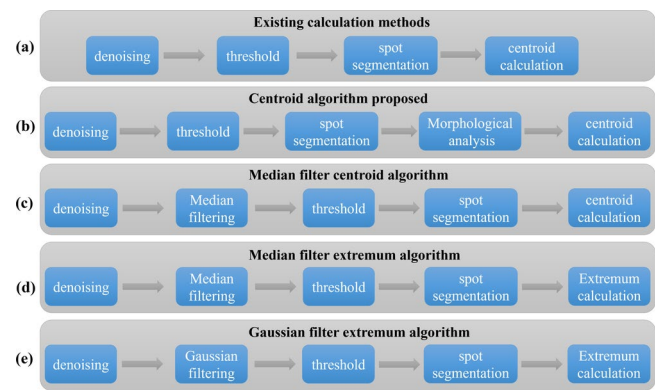 Existing calculation methods
(a)
denoising
threshold
spot
segmentation
centroid
calculation
Centroid algorithm proposed
(b)
denoising
threshold
spot
segmentation
Morphological
analysis
centroid
calculation
Median filter centroid algorithm
(c)
denoising
Median
filtering
threshold
spot
segmentation
centroid
calculation
Median filter extremum algorithm
(d)
denoising
Median
filtering
threshold
spot
segmentation
Extremum
calculation
Gaussian filter extremum algorithm
(e)
denoising
Gaussian
filtering
threshold
spot
segmentation
Extremum
calculation